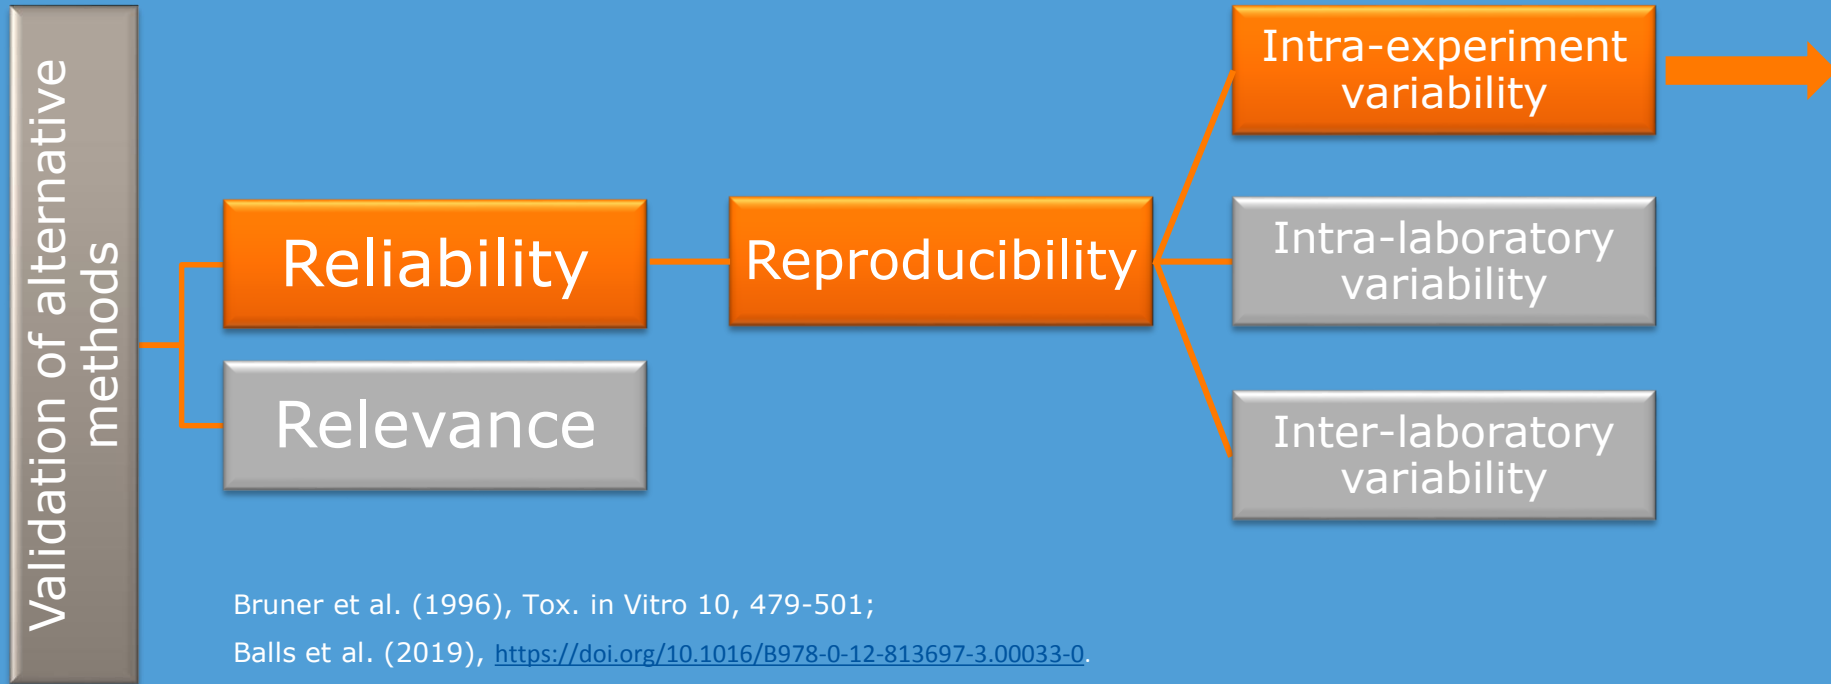 Validation of alternative
methods
Reliability
Relevance
Reproducibility
Intra-experiment
variability
Intra-laboratory
variability
Inter-laboratory
variability
Bruner et al. (1996), Tox. in Vitro 10, 479-501;
Balls et al. (2019), https://doi.org/10.1016/B978-0-12-813697-3.00033-0.